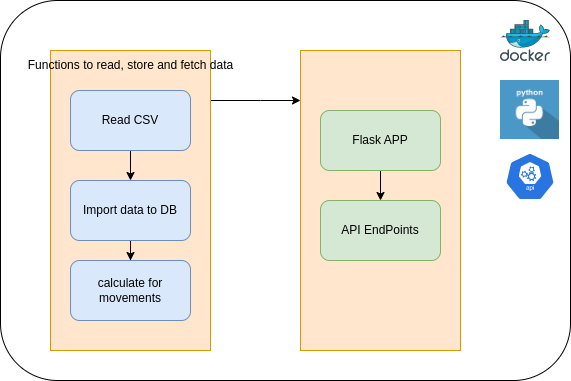 Functions to read, store and fetch data
Read CSV
Import data to DB
calculate for
movements
Flask APP
API EndPoints
docker
python
api